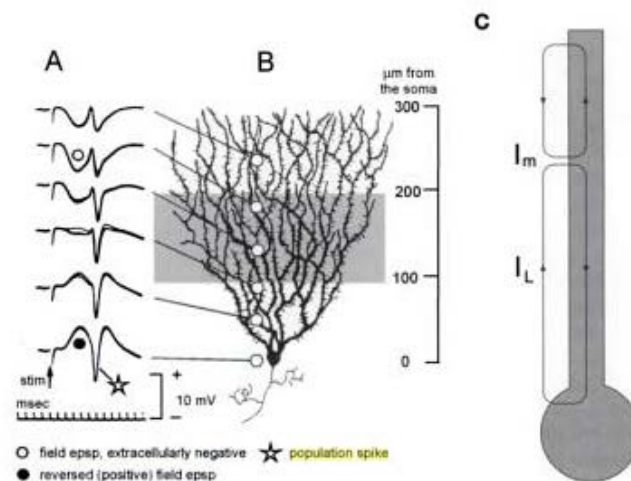 A
B
C
µm from
the soma
300
200
100
0
I m
I L
stim
msec
+
10 mV
−
○ field epsp, extracellularly negative ☆ population spike
● reversed (positive) field epsp